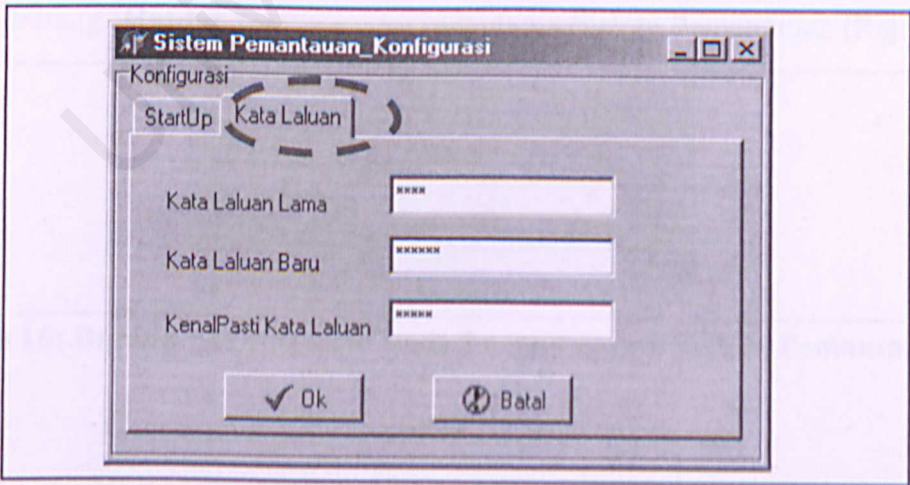 Sistem Pemantauan_Konfigurasi
Konfigurasi
StartUp Kata Laluan
Kata Laluan Lama ****
Kata Laluan Baru ******
KenalPasti Kata Laluan *****
Ok Batal